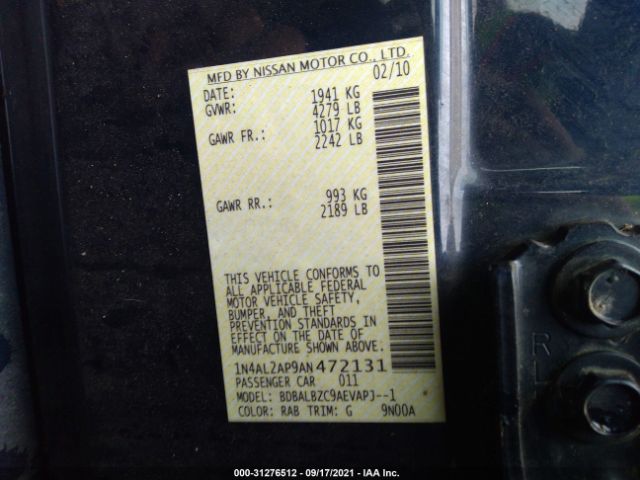 MFD BY NISSAN MOTOR CO., LTD.
DATE: 02/10
GVWR: 1941 KG
4279 LB
GAWR FR.: 1017 KG
2242 LB
GAWR RR.: 993 KG
2189 LB
THIS VEHICLE CONFORMS TO
ALL APPLICABLE FEDERAL
MOTOR VEHICLE SAFETY,
BUMPER, AND THEFT
PREVENTION STANDARDS IN
EFFECT ON THE DATE OF
MANUFACTURE SHOWN ABOVE.
1N4AL2AP9AN472131
PASSENGER CAR 011
MODEL: BDBALBZC9AEVAPJ--1
COLOR: RAB TRIM: G 9N00A
R
L
000-31276512 - 09/17/2021 - IAA Inc.